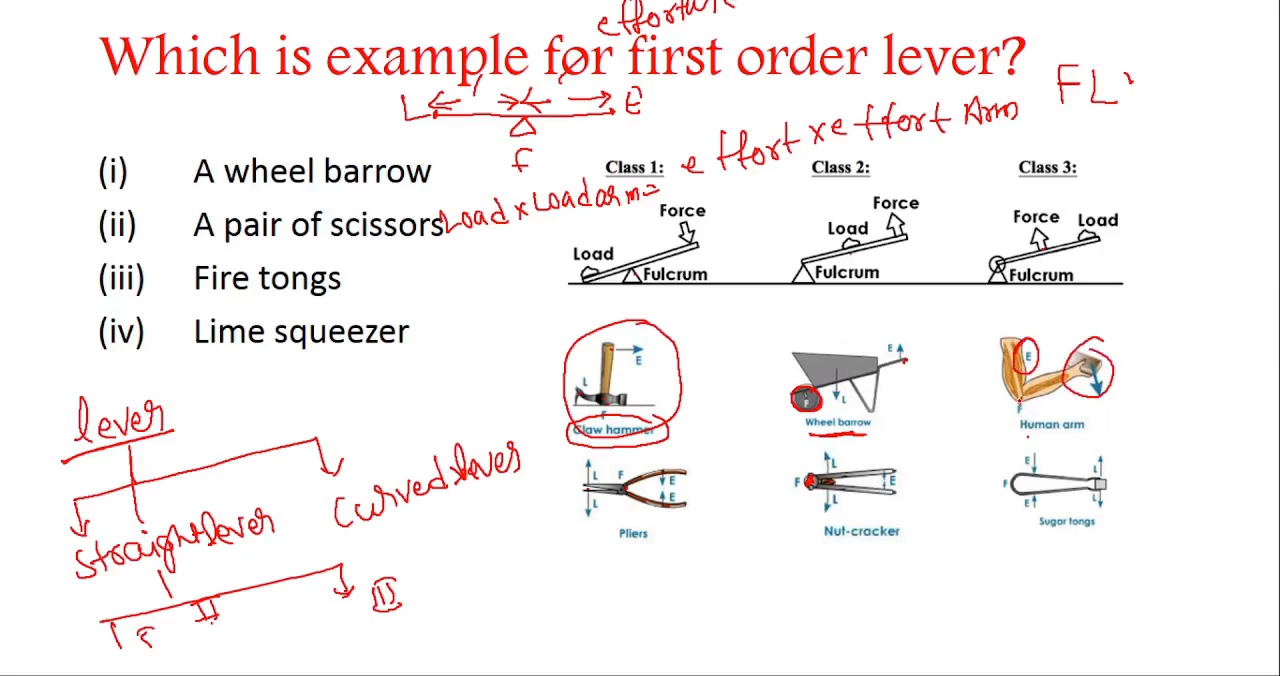 effort
Which is example for first order lever?
L E
F
FL
effort x effort Arm
Load x Load arm =
(i) A wheel barrow
(ii) A pair of scissors
(iii) Fire tongs
(iv) Lime squeezer
Class 1: Class 2: Class 3:
Force Load Fulcrum
Force Load Fulcrum
Force Load Fulcrum
L E F
Claw hammer
E L F
Wheel barrow
E F
Human arm
L F E L E
Pliers
L F E L
Nut-cracker
E L F E L
Sugar tongs
lever
straight lever
curved lever
I II III